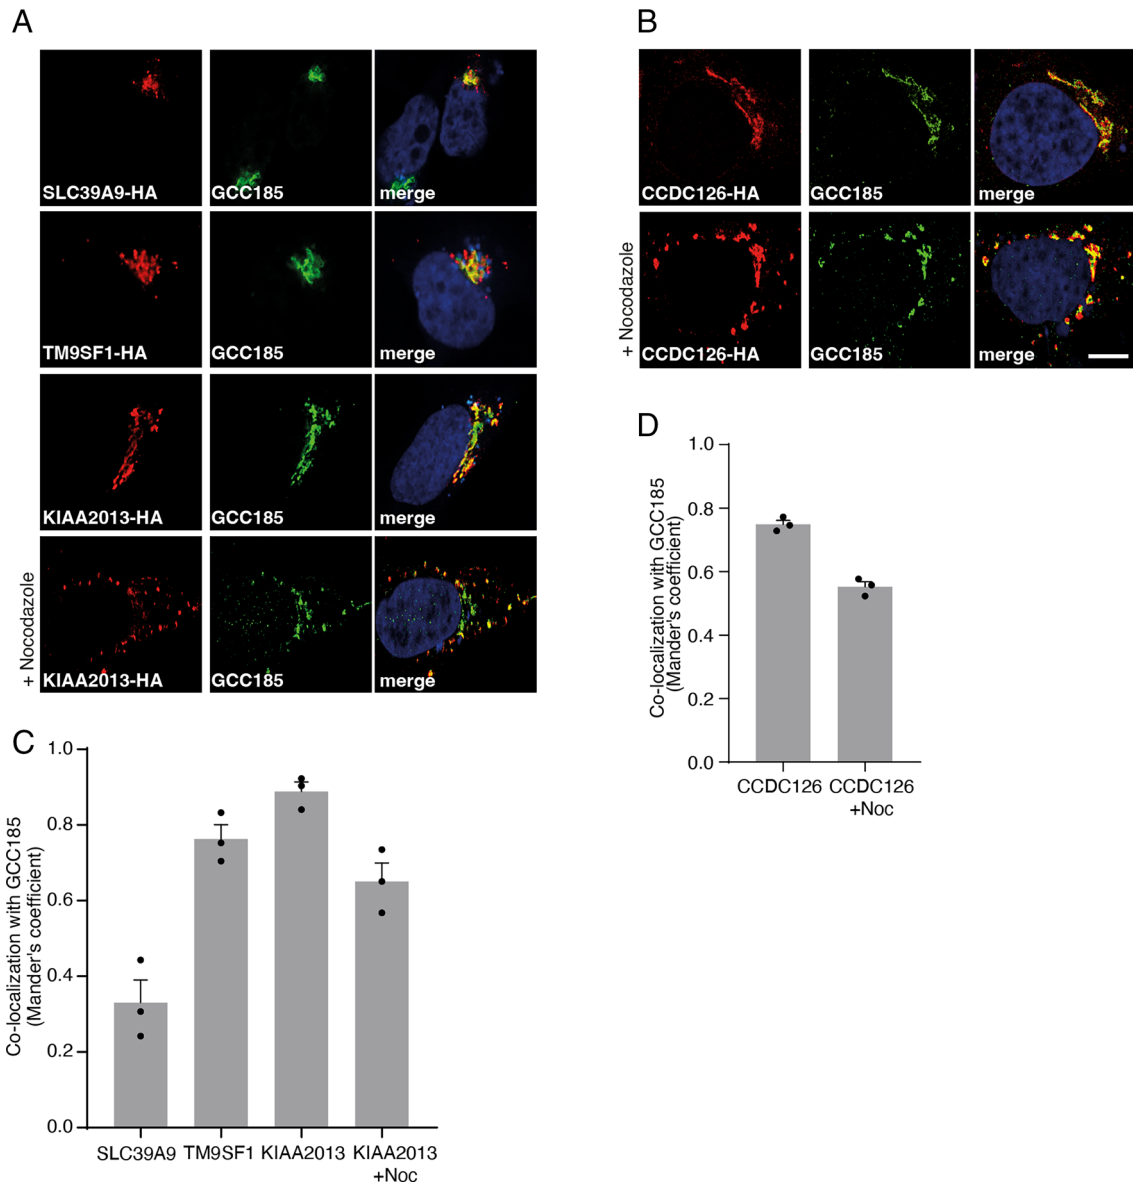 A
SLC39A9-HA
GCC185
merge
TM9SF1-HA
GCC185
merge
KIAA2013-HA
GCC185
merge
+ Nocodazole
KIAA2013-HA
GCC185
merge
B
CCDC126-HA
GCC185
merge
+ Nocodazole
CCDC126-HA
GCC185
merge
C
Co-localization with GCC185
(Mander's coefficient)
1.0
0.8
0.6
0.4
0.2
0.0
SLC39A9
TM9SF1
KIAA2013
KIAA2013
+Noc
D
Co-localization with GCC185
(Mander's coefficient)
1.0
0.8
0.6
0.4
0.2
0.0
CCDC126
CCDC126
+Noc